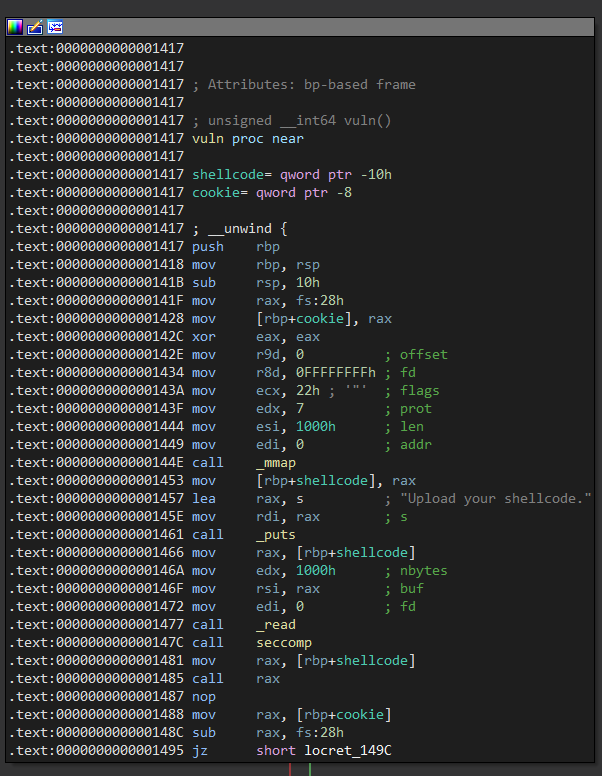 .text:0000000000001417
.text:0000000000001417
.text:0000000000001417 ; Attributes: bp-based frame
.text:0000000000001417
.text:0000000000001417 ; unsigned __int64 vuln()
.text:0000000000001417 vuln proc near
.text:0000000000001417
.text:0000000000001417 shellcode= qword ptr -10h
.text:0000000000001417 cookie= qword ptr -8
.text:0000000000001417
.text:0000000000001417 ; __unwind {
.text:0000000000001417 push    rbp
.text:0000000000001418 mov     rbp, rsp
.text:000000000000141B sub     rsp, 10h
.text:000000000000141F mov     rax, fs:28h
.text:0000000000001428 mov     [rbp+cookie], rax
.text:000000000000142C xor     eax, eax
.text:000000000000142E mov     r9d, 0          ; offset
.text:0000000000001434 mov     r8d, 0FFFFFFFFh ; fd
.text:000000000000143A mov     ecx, 22h ; '"'  ; flags
.text:000000000000143F mov     edx, 7          ; prot
.text:0000000000001444 mov     esi, 1000h      ; len
.text:0000000000001449 mov     edi, 0          ; addr
.text:000000000000144E call    _mmap
.text:0000000000001453 mov     [rbp+shellcode], rax
.text:0000000000001457 lea     rax, s          ; "Upload your shellcode."
.text:000000000000145E mov     rdi, rax        ; s
.text:0000000000001461 call    _puts
.text:0000000000001466 mov     rax, [rbp+shellcode]
.text:000000000000146A mov     edx, 1000h      ; nbytes
.text:000000000000146F mov     rsi, rax        ; buf
.text:0000000000001472 mov     edi, 0          ; fd
.text:0000000000001477 call    _read
.text:000000000000147C call    seccomp
.text:0000000000001481 mov     rax, [rbp+shellcode]
.text:0000000000001485 call    rax
.text:0000000000001487 nop
.text:0000000000001488 mov     rax, [rbp+cookie]
.text:000000000000148C sub     rax, fs:28h
.text:0000000000001495 jz      short locret_149C